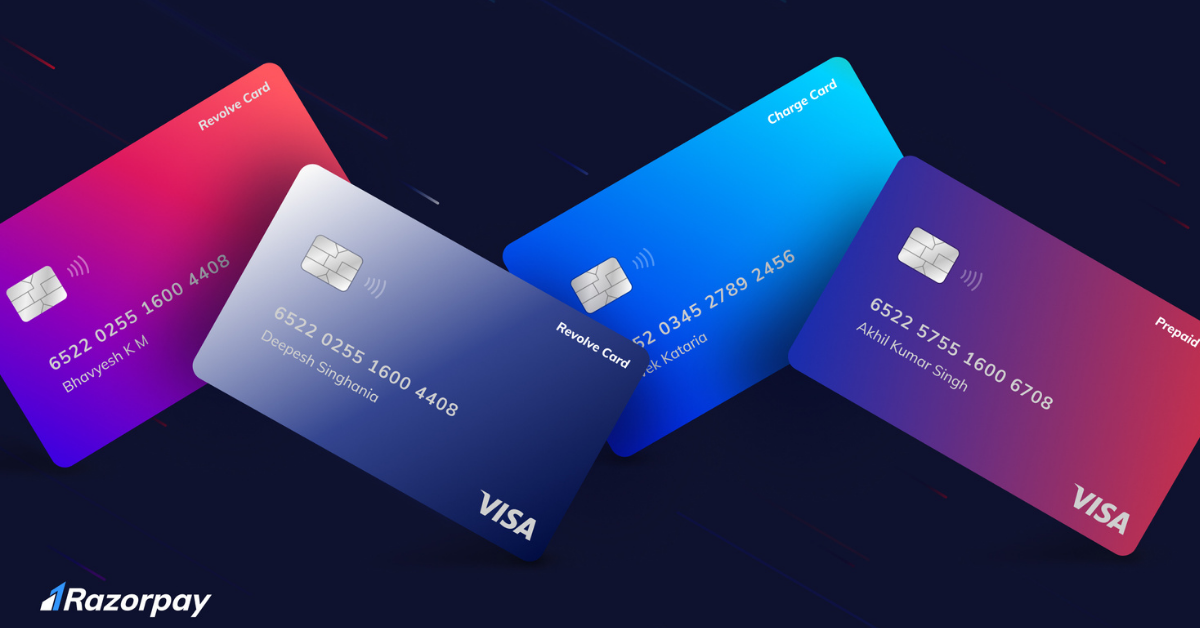 Revolve Card
6522 0255 1600 4408
Bhavyesh K M
6522 0255 1600 4408
Deepesh Singhania
Revolve Card
VISA
Charge Card
52 0345 2789 2456
ek Kataria
6522 5755 1600 6708
Akhil Kumar Singh
Prepaid
VISA
Razorpay